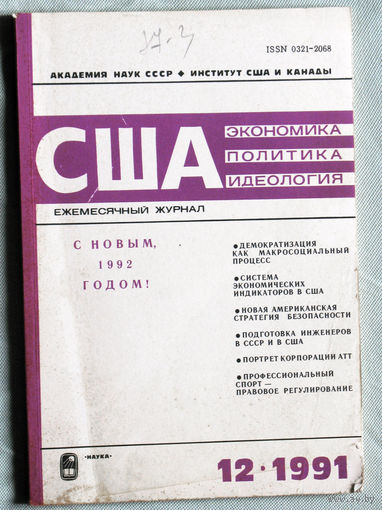 ISSN 0321-2068
АКАДЕМИЯ НАУК СССР ◆ ИНСТИТУТ США И КАНАДЫ
США
ЭКОНОМИКА
ПОЛИТИКА
ИДЕОЛОГИЯ
ЕЖЕМЕСЯЧНЫЙ ЖУРНАЛ
С НОВЫМ,
1992
ГОДОМ!
● ДЕМОКРАТИЗАЦИЯ
КАК МАКРОСОЦИАЛЬНЫЙ
ПРОЦЕСС
● СИСТЕМА
ЭКОНОМИЧЕСКИХ
ИНДИКАТОРОВ В США
● НОВАЯ АМЕРИКАНСКАЯ
СТРАТЕГИЯ БЕЗОПАСНОСТИ
● ПОДГОТОВКА ИНЖЕНЕРОВ
В СССР И В США
● ПОРТРЕТ КОРПОРАЦИИ АТТ
● ПРОФЕССИОНАЛЬНЫЙ
СПОРТ —
ПРАВОВОЕ РЕГУЛИРОВАНИЕ
«НАУКА»
12 · 1991